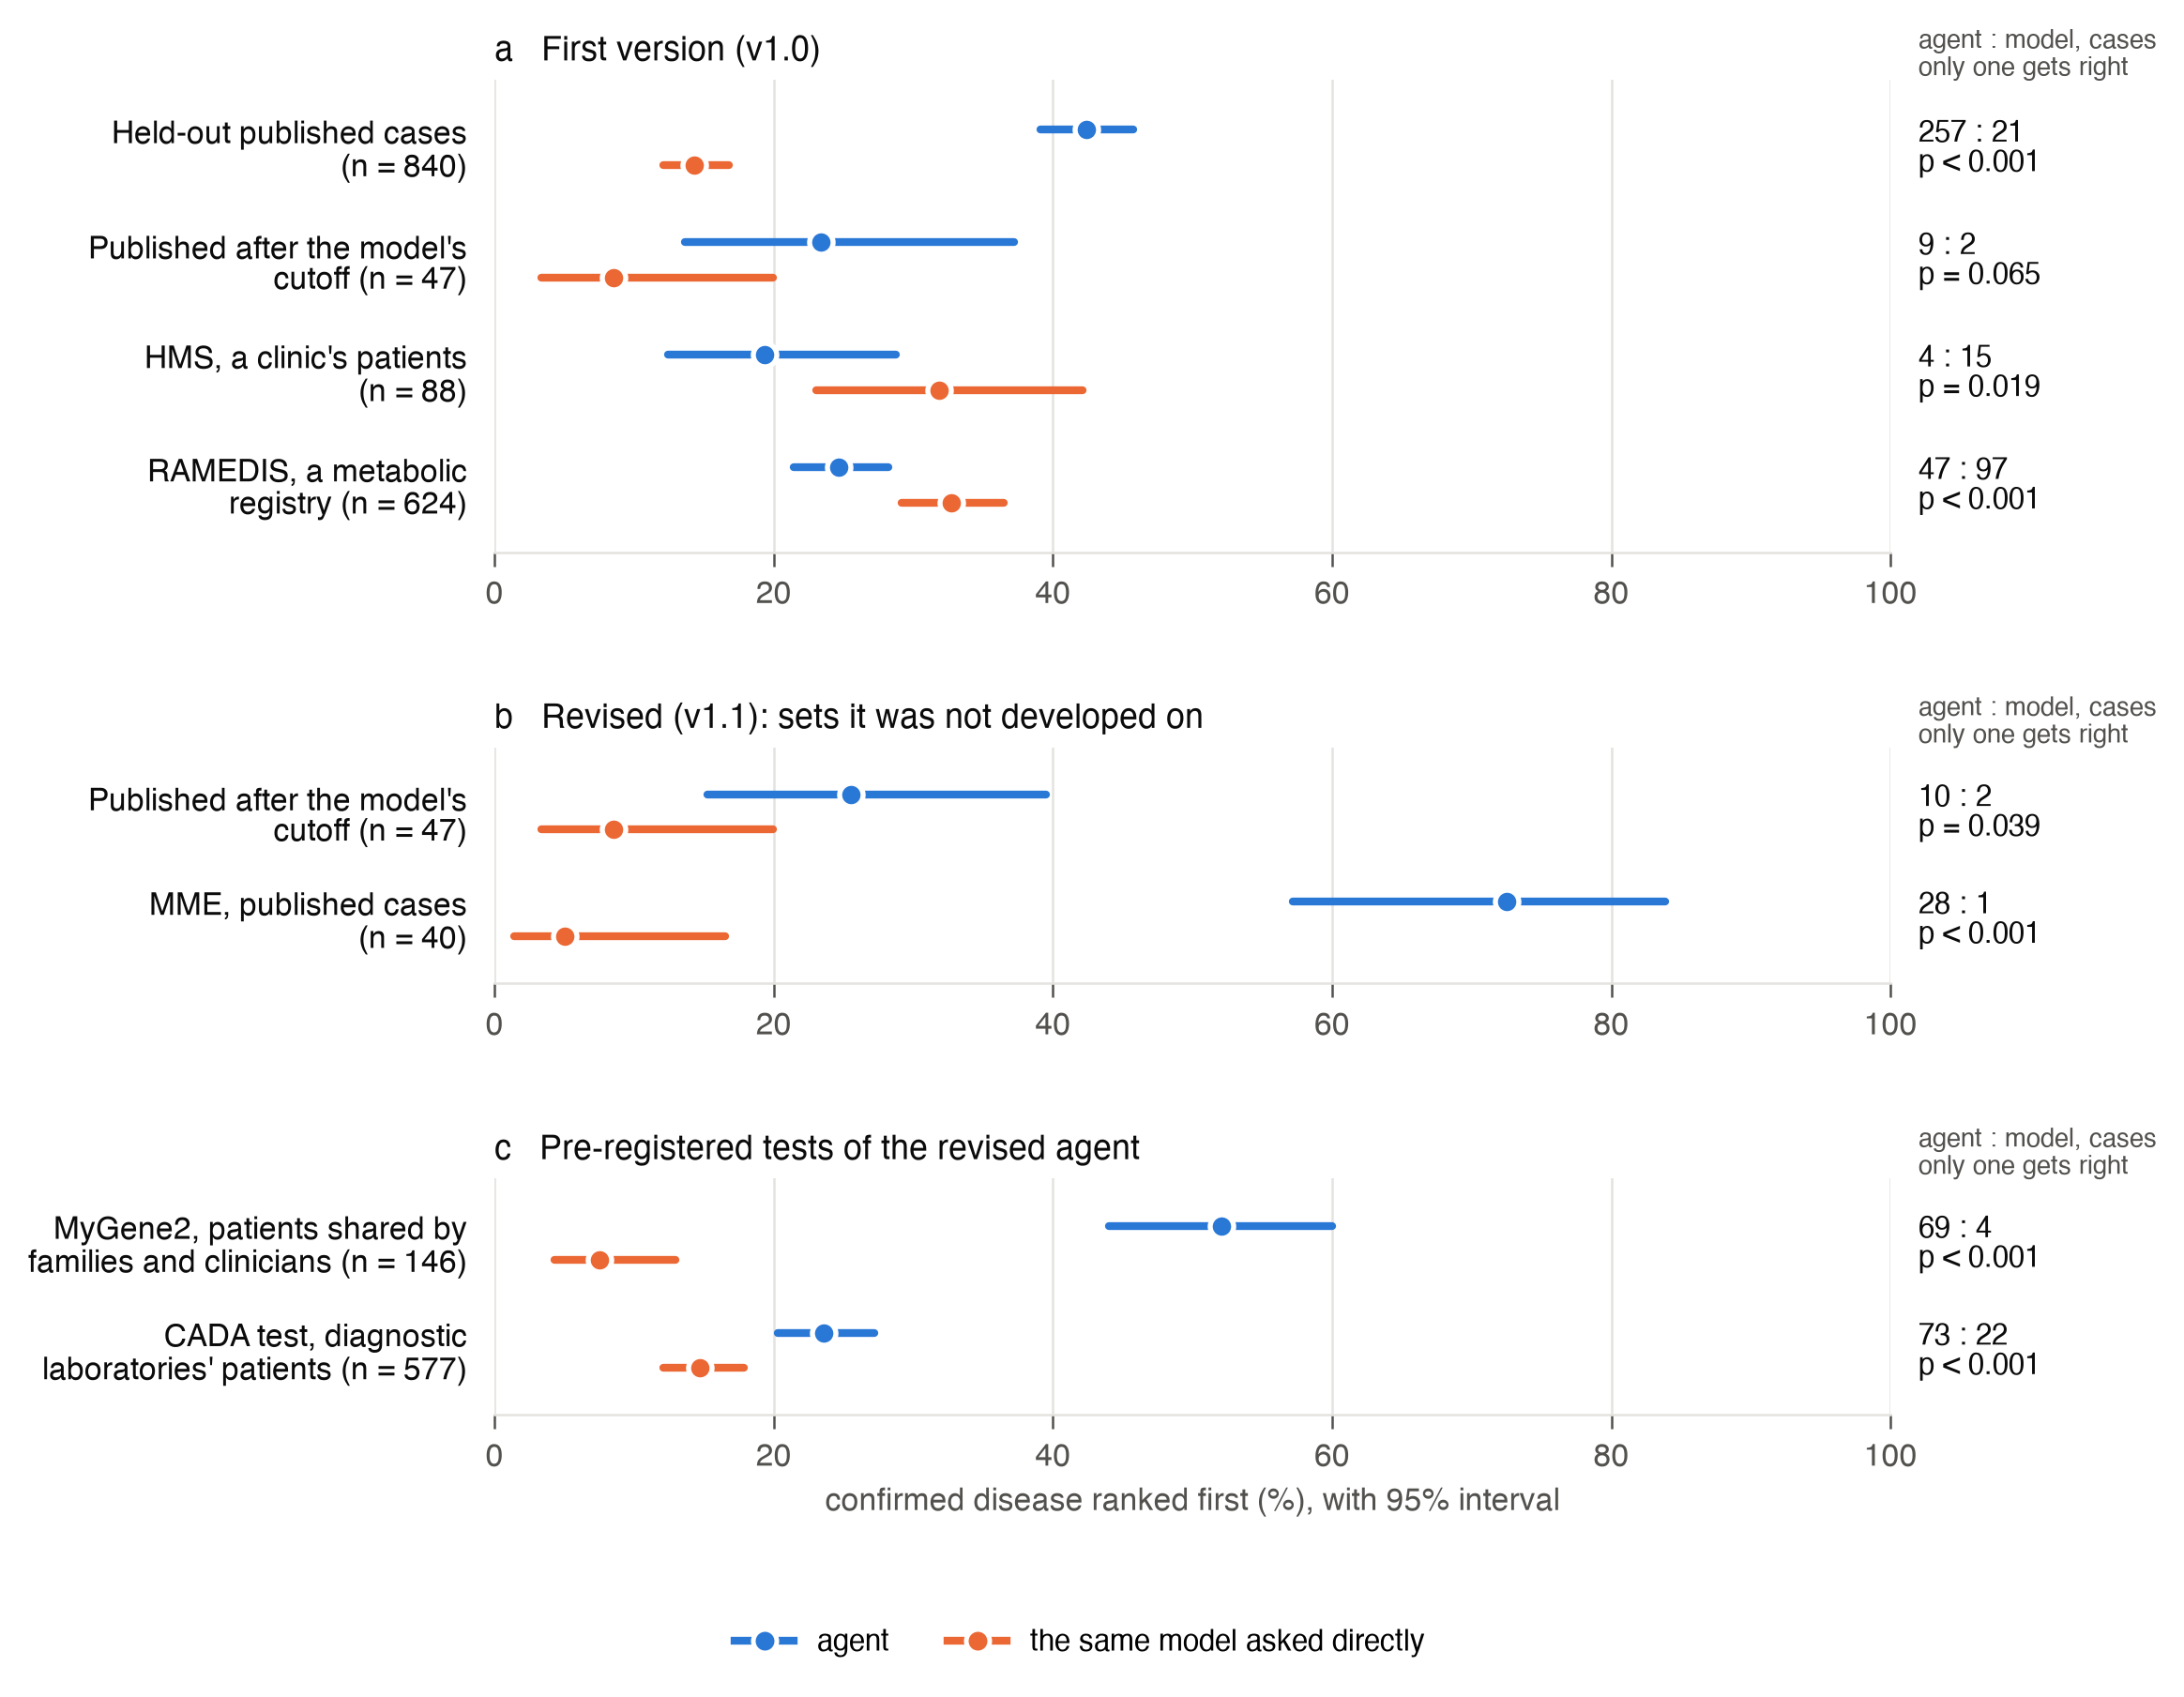 a First version (v1.0)
agent : model, cases
only one gets right
Held-out published cases
(n = 840)
257 : 21
p < 0.001
Published after the model's
cutoff (n = 47)
9 : 2
p = 0.065
HMS, a clinic's patients
(n = 88)
4 : 15
p = 0.019
RAMEDIS, a metabolic
registry (n = 624)
47 : 97
p < 0.001
0 20 40 60 80 100
b Revised (v1.1): sets it was not developed on
agent : model, cases
only one gets right
Published after the model's
cutoff (n = 47)
10 : 2
p = 0.039
MME, published cases
(n = 40)
28 : 1
p < 0.001
0 20 40 60 80 100
c Pre-registered tests of the revised agent
agent : model, cases
only one gets right
MyGene2, patients shared by
families and clinicians (n = 146)
69 : 4
p < 0.001
CADA test, diagnostic
laboratories' patients (n = 577)
73 : 22
p < 0.001
0 20 40 60 80 100
confirmed disease ranked first (%), with 95% interval
agent the same model asked directly